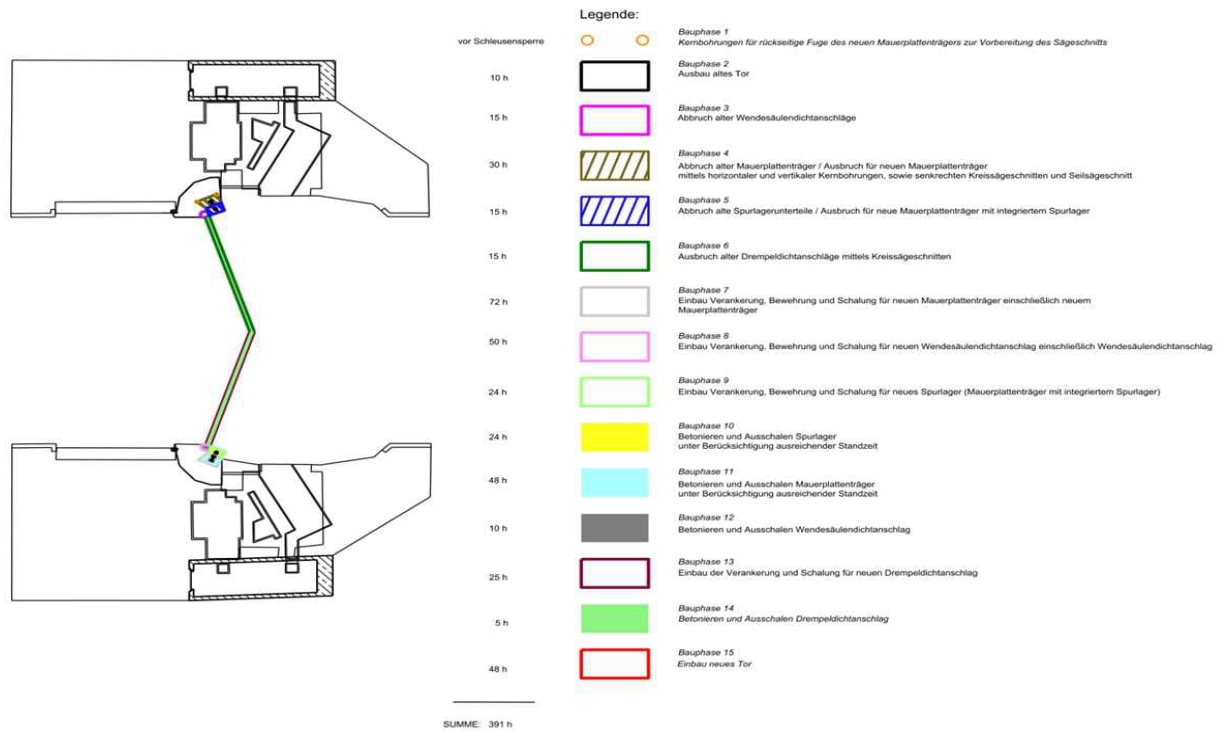 Legende:
vor Schleusensperre
Bauphase 1
Kernbohrungen für rückseitige Fuge des neuen Mauerplattenträgers zur Vorbereitung des Sägeschnitts
10 h
Bauphase 2
Ausbau altes Tor
15 h
Bauphase 3
Abbruch alter Wendesäulendichtanschläge
30 h
Bauphase 4
Abbruch alter Mauerplattenträger / Ausbruch für neuen Mauerplattenträger
mittels horizontaler und vertikaler Kernbohrungen, sowie senkrechten Kreissägeschnitten und Seilsägeschnitt
15 h
Bauphase 5
Abbruch alte Spurlagerunterteile / Ausbruch für neue Mauerplattenträger mit integriertem Spurlager
15 h
Bauphase 6
Ausbruch alter Drempeldichtanschläge mittels Kreissägeschnitten
72 h
Bauphase 7
Einbau Verankerung, Bewehrung und Schalung für neuen Mauerplattenträger einschließlich neuem
Mauerplattenträger
50 h
Bauphase 8
Einbau Verankerung, Bewehrung und Schalung für neuen Wendesäulendichtanschlag einschließlich Wendesäulendichtanschlag
24 h
Bauphase 9
Einbau Verankerung, Bewehrung und Schalung für neues Spurlager (Mauerplattenträger mit integriertem Spurlager)
24 h
Bauphase 10
Betonieren und Ausschalen Spurlager
unter Berücksichtigung ausreichender Standzeit
48 h
Bauphase 11
Betonieren und Ausschalen Mauerplattenträger
unter Berücksichtigung ausreichender Standzeit
10 h
Bauphase 12
Betonieren und Ausschalen Wendesäulendichtanschlag
25 h
Bauphase 13
Einbau der Verankerung und Schalung für neuen Drempeldichtanschlag
5 h
Bauphase 14
Betonieren und Ausschalen Drempeldichtanschlag
48 h
Bauphase 15
Einbau neues Tor
SUMME: 391 h